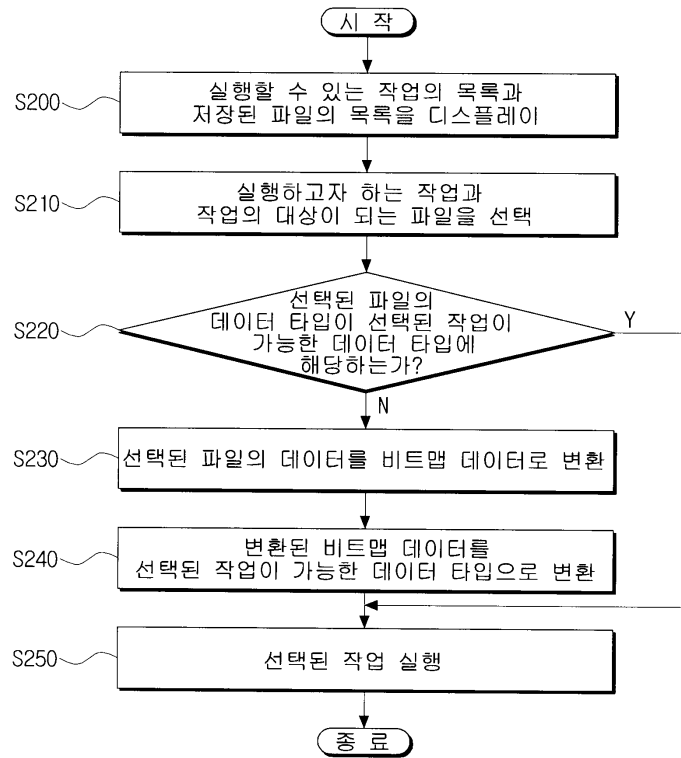 시 작
S200
실행할 수 있는 작업의 목록과
저장된 파일의 목록을 디스플레이
S210
실행하고자 하는 작업과
작업의 대상이 되는 파일을 선택
S220
선택된 파일의
데이터 타입이 선택된 작업이
가능한 데이터 타입에
해당하는가?
Y
N
S230
선택된 파일의 데이터를 비트맵 데이터로 변환
S240
변환된 비트맵 데이터를
선택된 작업이 가능한 데이터 타입으로 변환
S250
선택된 작업 실행
종 료